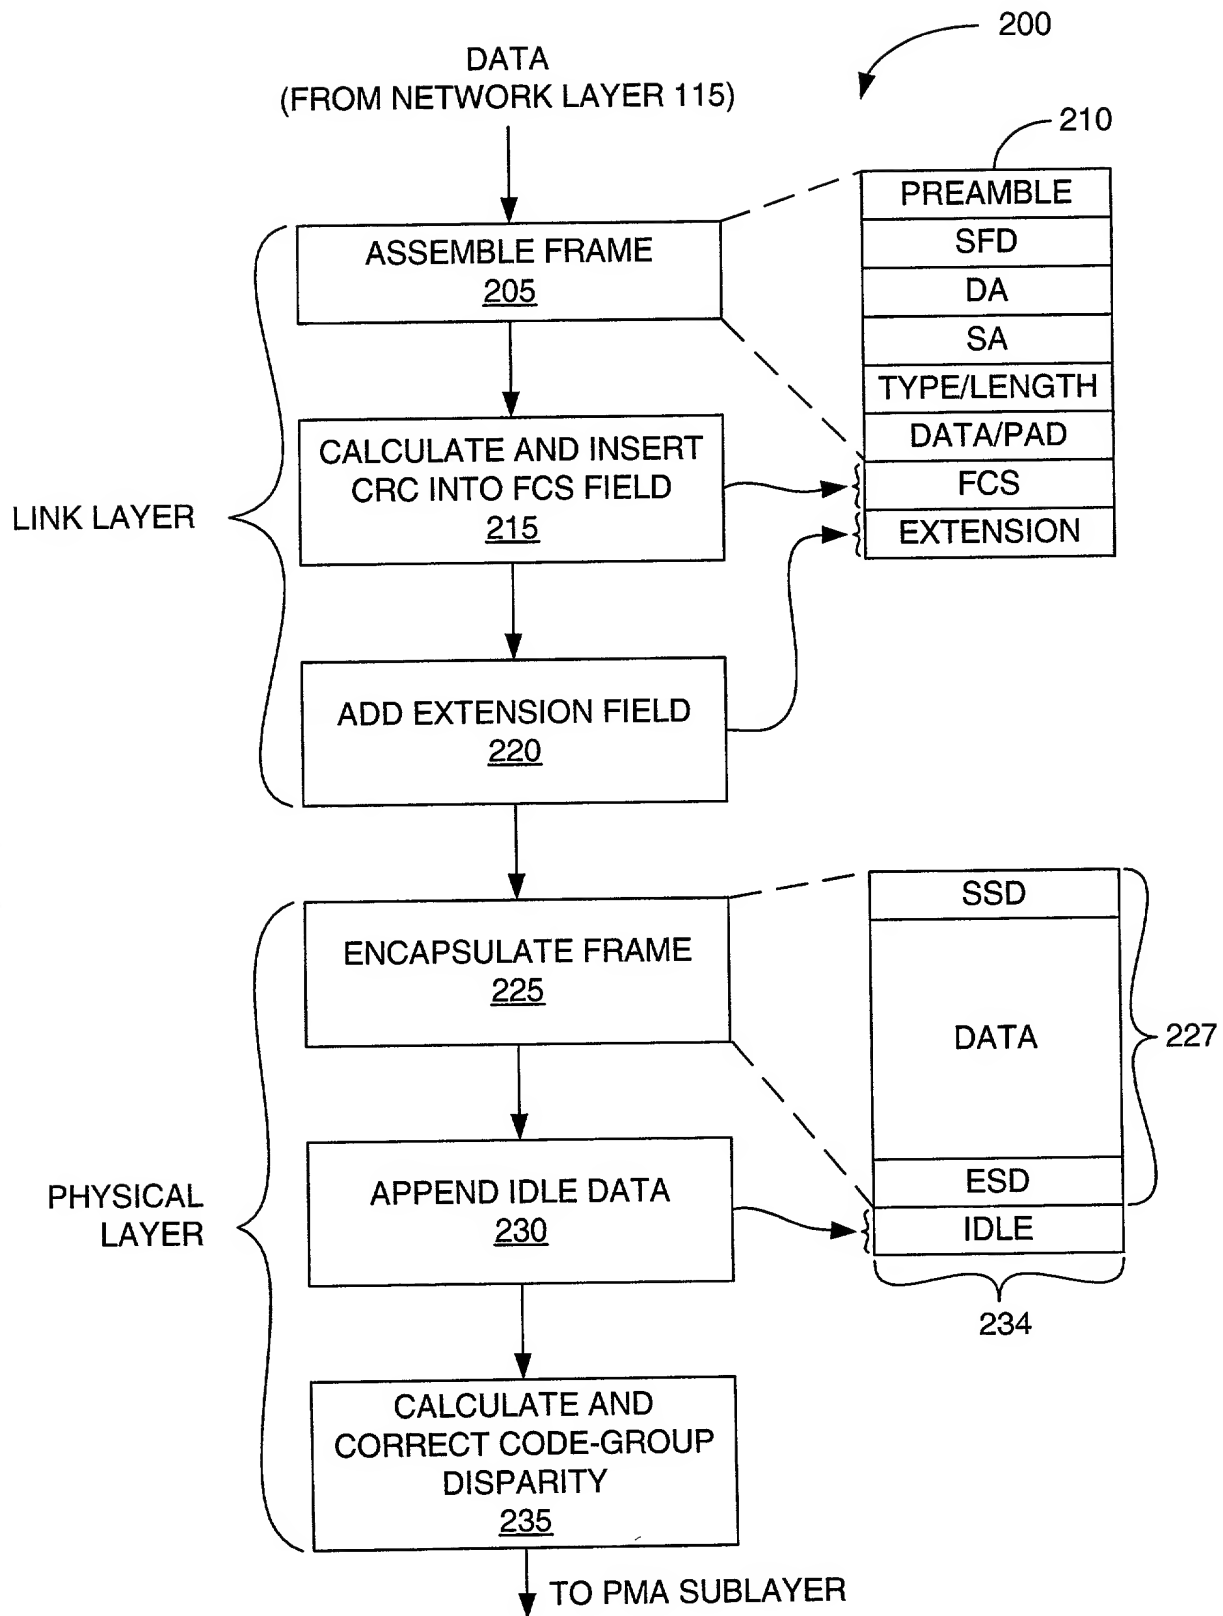 200
DATA
(FROM NETWORK LAYER 115)
210
PREAMBLE
SFD
DA
SA
TYPE/LENGTH
DATA/PAD
FCS
EXTENSION
ASSEMBLE FRAME
205
CALCULATE AND INSERT
CRC INTO FCS FIELD
215
LINK LAYER
ADD EXTENSION FIELD
220
ENCAPSULATE FRAME
225
SSD
DATA
227
ESD
IDLE
234
APPEND IDLE DATA
230
PHYSICAL
LAYER
CALCULATE AND
CORRECT CODE-GROUP
DISPARITY
235
TO PMA SUBLAYER